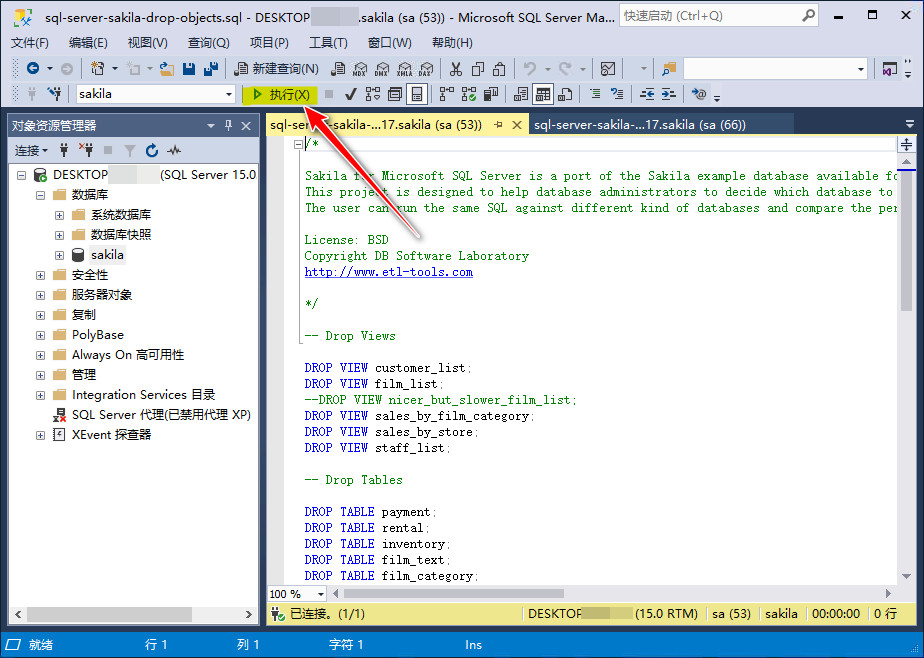 sql-server-sakila-drop-objects.sql - DESKTOP .sakila (sa (53)) - Microsoft SQL Server Ma...
快速启动 (Ctrl+Q)
文件(F) 编辑(E) 视图(V) 查询(Q) 项目(P) 工具(T) 窗口(W) 帮助(H)
新建查询(N)
MDX DMX XMLA DAX
sakila
执行(X)
对象资源管理器
sql-server-sakila-...17.sakila (sa (53))
sql-server-sakila-...17.sakila (sa (66))
连接
DESKTOP (SQL Server 15.0
数据库
系统数据库
数据库快照
sakila
安全性
服务器对象
复制
PolyBase
Always On 高可用性
管理
Integration Services 目录
SQL Server 代理(已禁用代理 XP)
XEvent 探查器
/*
Sakila for Microsoft SQL Server is a port of the Sakila example database available fo
This project is designed to help database administrators to decide which database to
The user can run the same SQL against different kind of databases and compare the per
License: BSD
Copyright DB Software Laboratory
http://www.etl-tools.com
*/
-- Drop Views
DROP VIEW customer_list;
DROP VIEW film_list;
--DROP VIEW nicer_but_slower_film_list;
DROP VIEW sales_by_film_category;
DROP VIEW sales_by_store;
DROP VIEW staff_list;
-- Drop Tables
DROP TABLE payment;
DROP TABLE rental;
DROP TABLE inventory;
DROP TABLE film_text;
DROP TABLE film_category;
100 %
已连接。(1/1)
DESKTOP (15.0 RTM) sa (53) sakila 00:00:00 0 行
就绪 行 1 列 1 字符 1 Ins